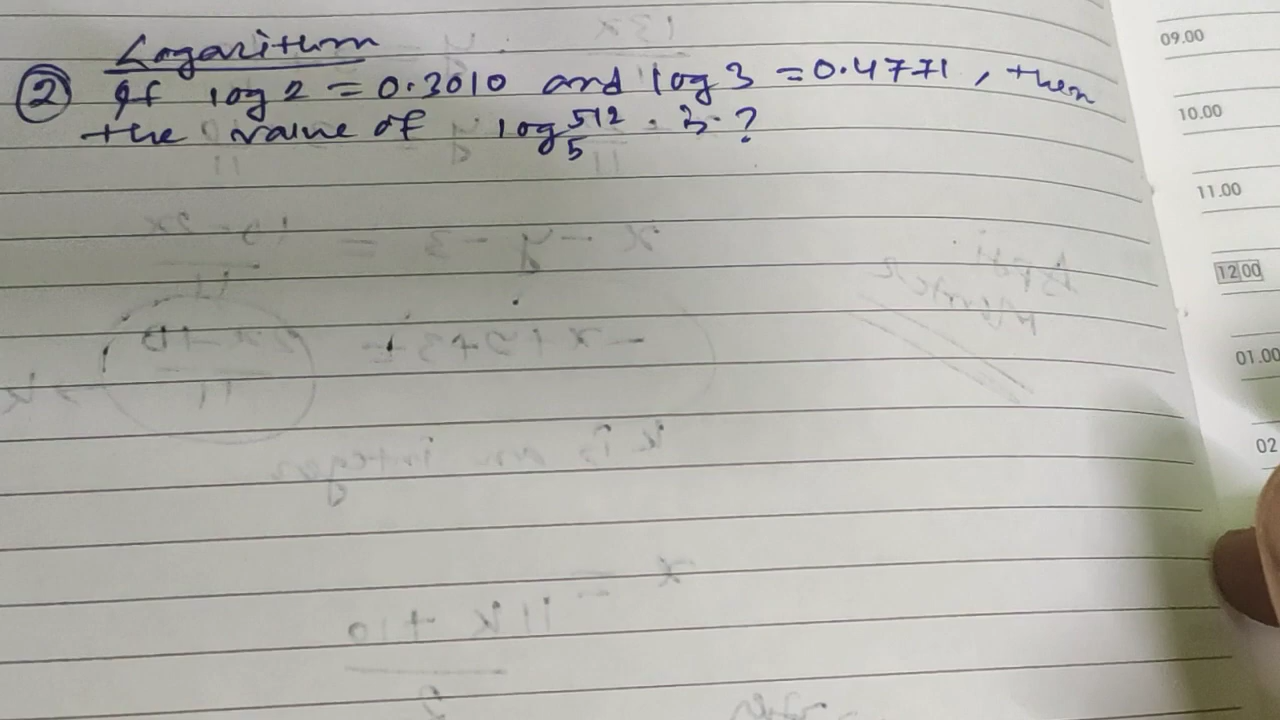 Logarithm
② If log 2 = 0.3010 and log 3 = 0.4771, then
the value of log₅ 512 . 3. ?
09.00
10.00
11.00
12 00
01.00
02